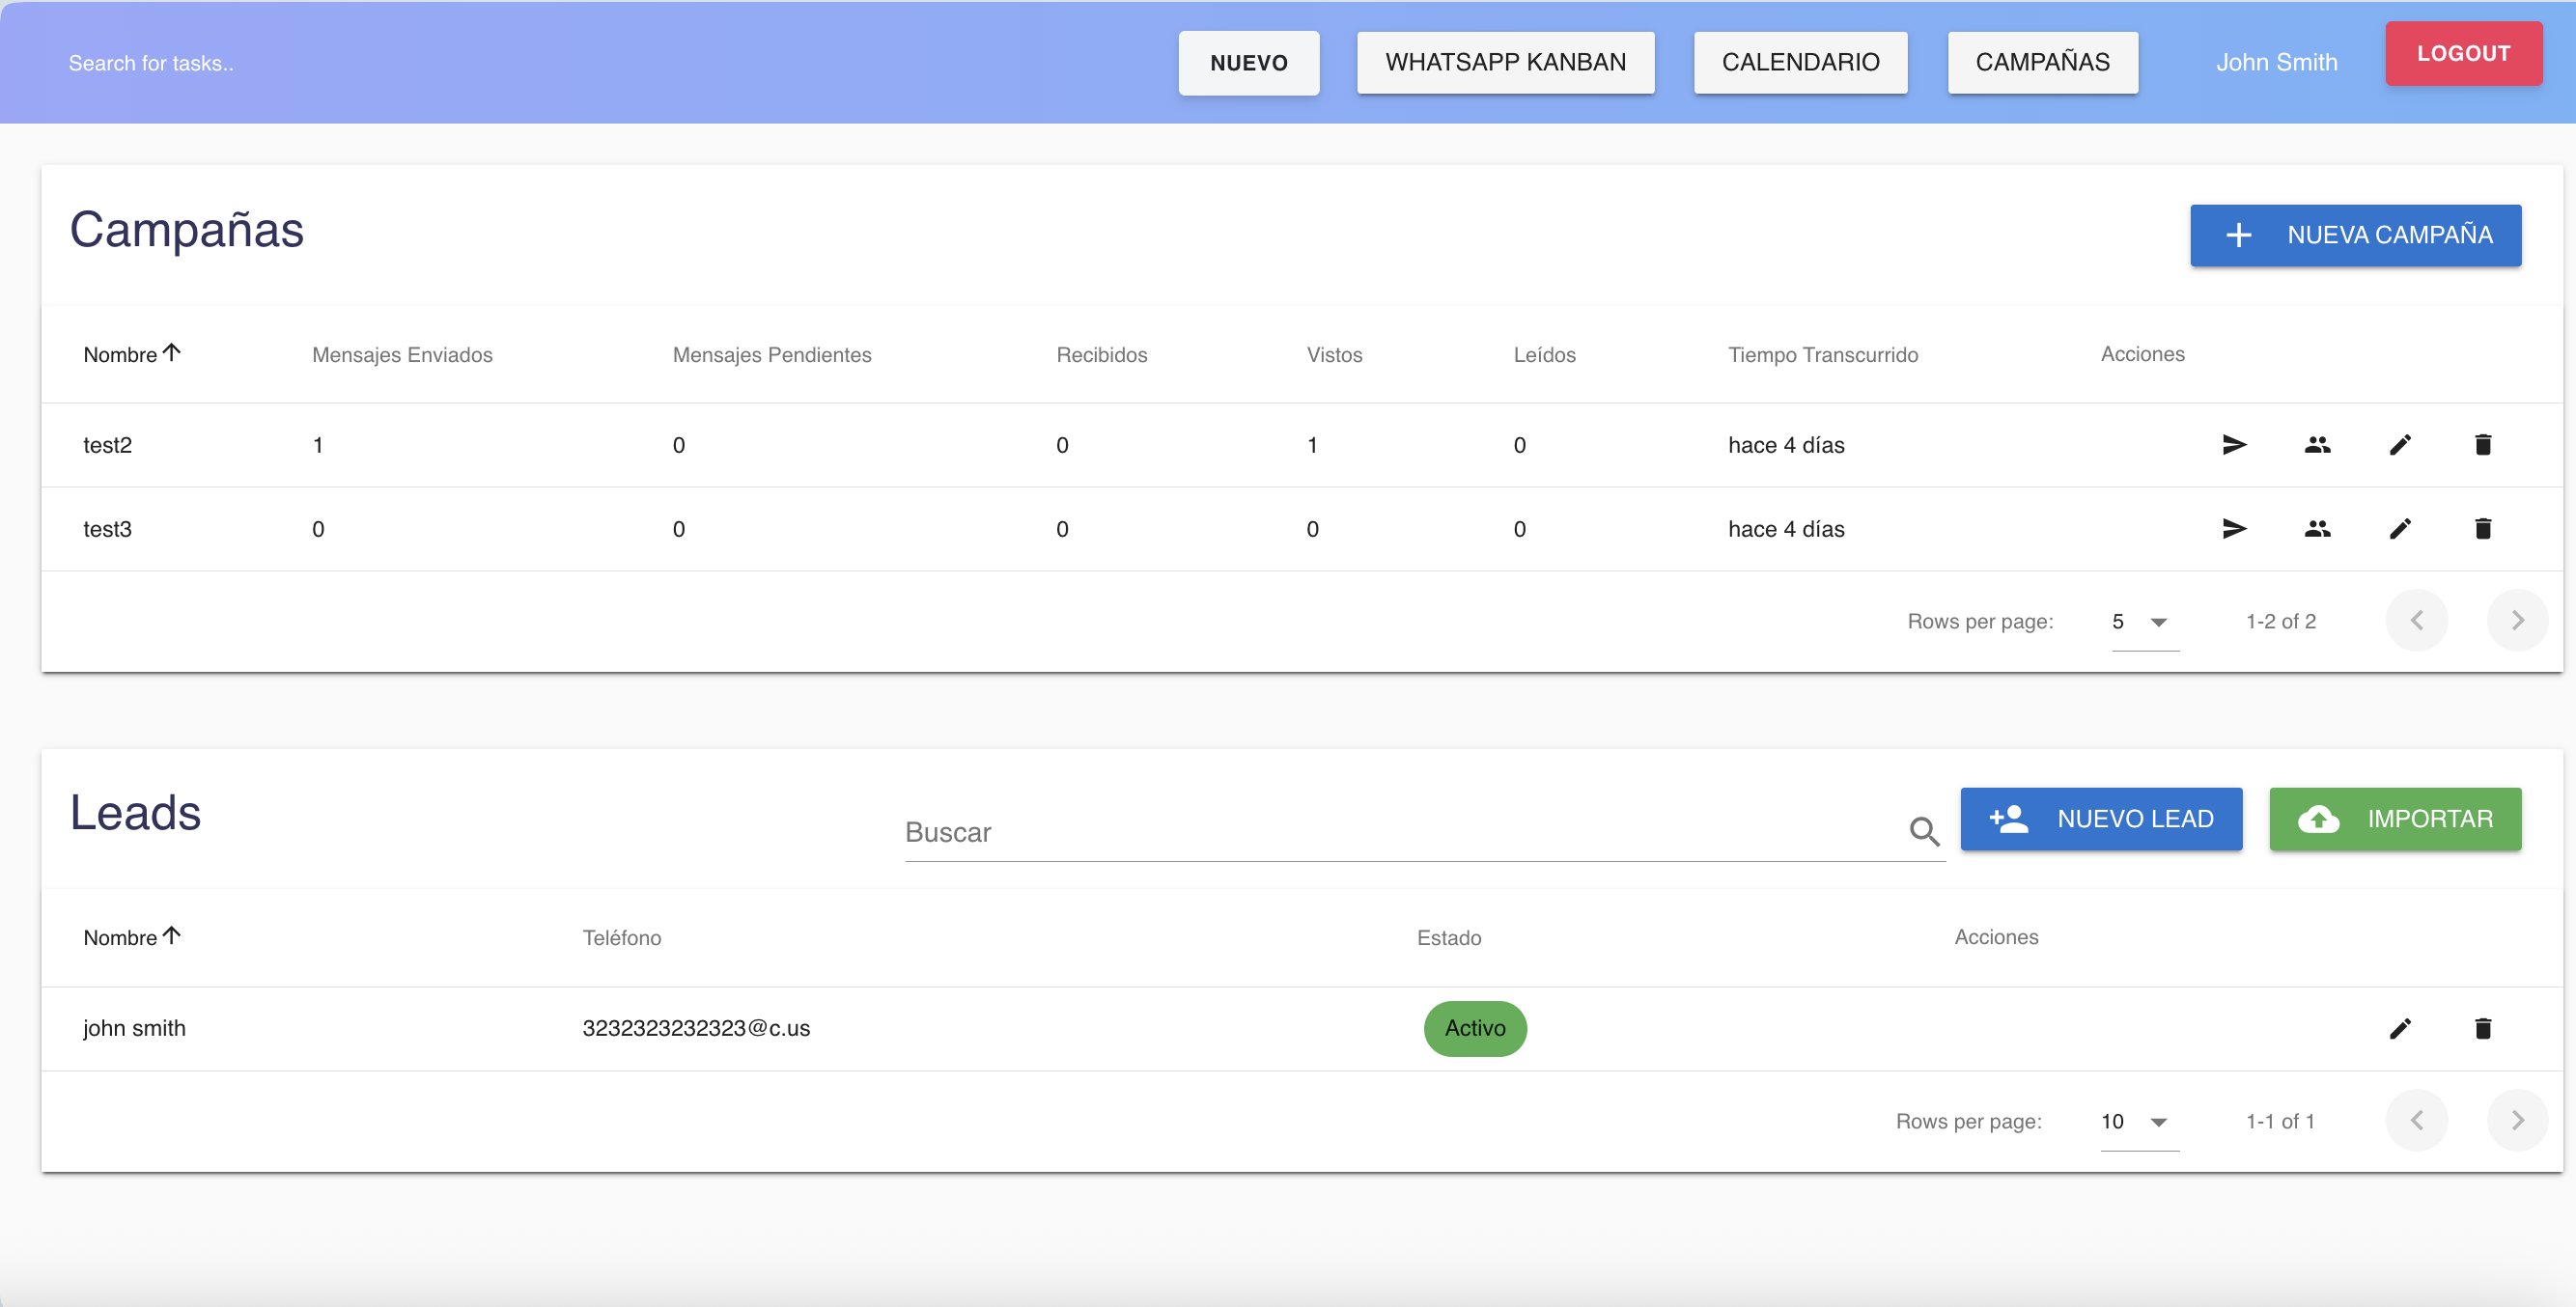 Search for tasks..
NUEVO
WHATSAPP KANBAN
CALENDARIO
CAMPAÑAS
John Smith
LOGOUT
Campañas
NUEVA CAMPAÑA
Nombre Mensajes Enviados Mensajes Pendientes Recibidos Vistos Leídos Tiempo Transcurrido Acciones
test2 1 0 0 1 0 hace 4 días
test3 0 0 0 0 0 hace 4 días
Rows per page: 5 1-2 of 2
Leads
Buscar
NUEVO LEAD
IMPORTAR
Nombre Teléfono Estado Acciones
john smith 3232323232323@c.us Activo
Rows per page: 10 1-1 of 1